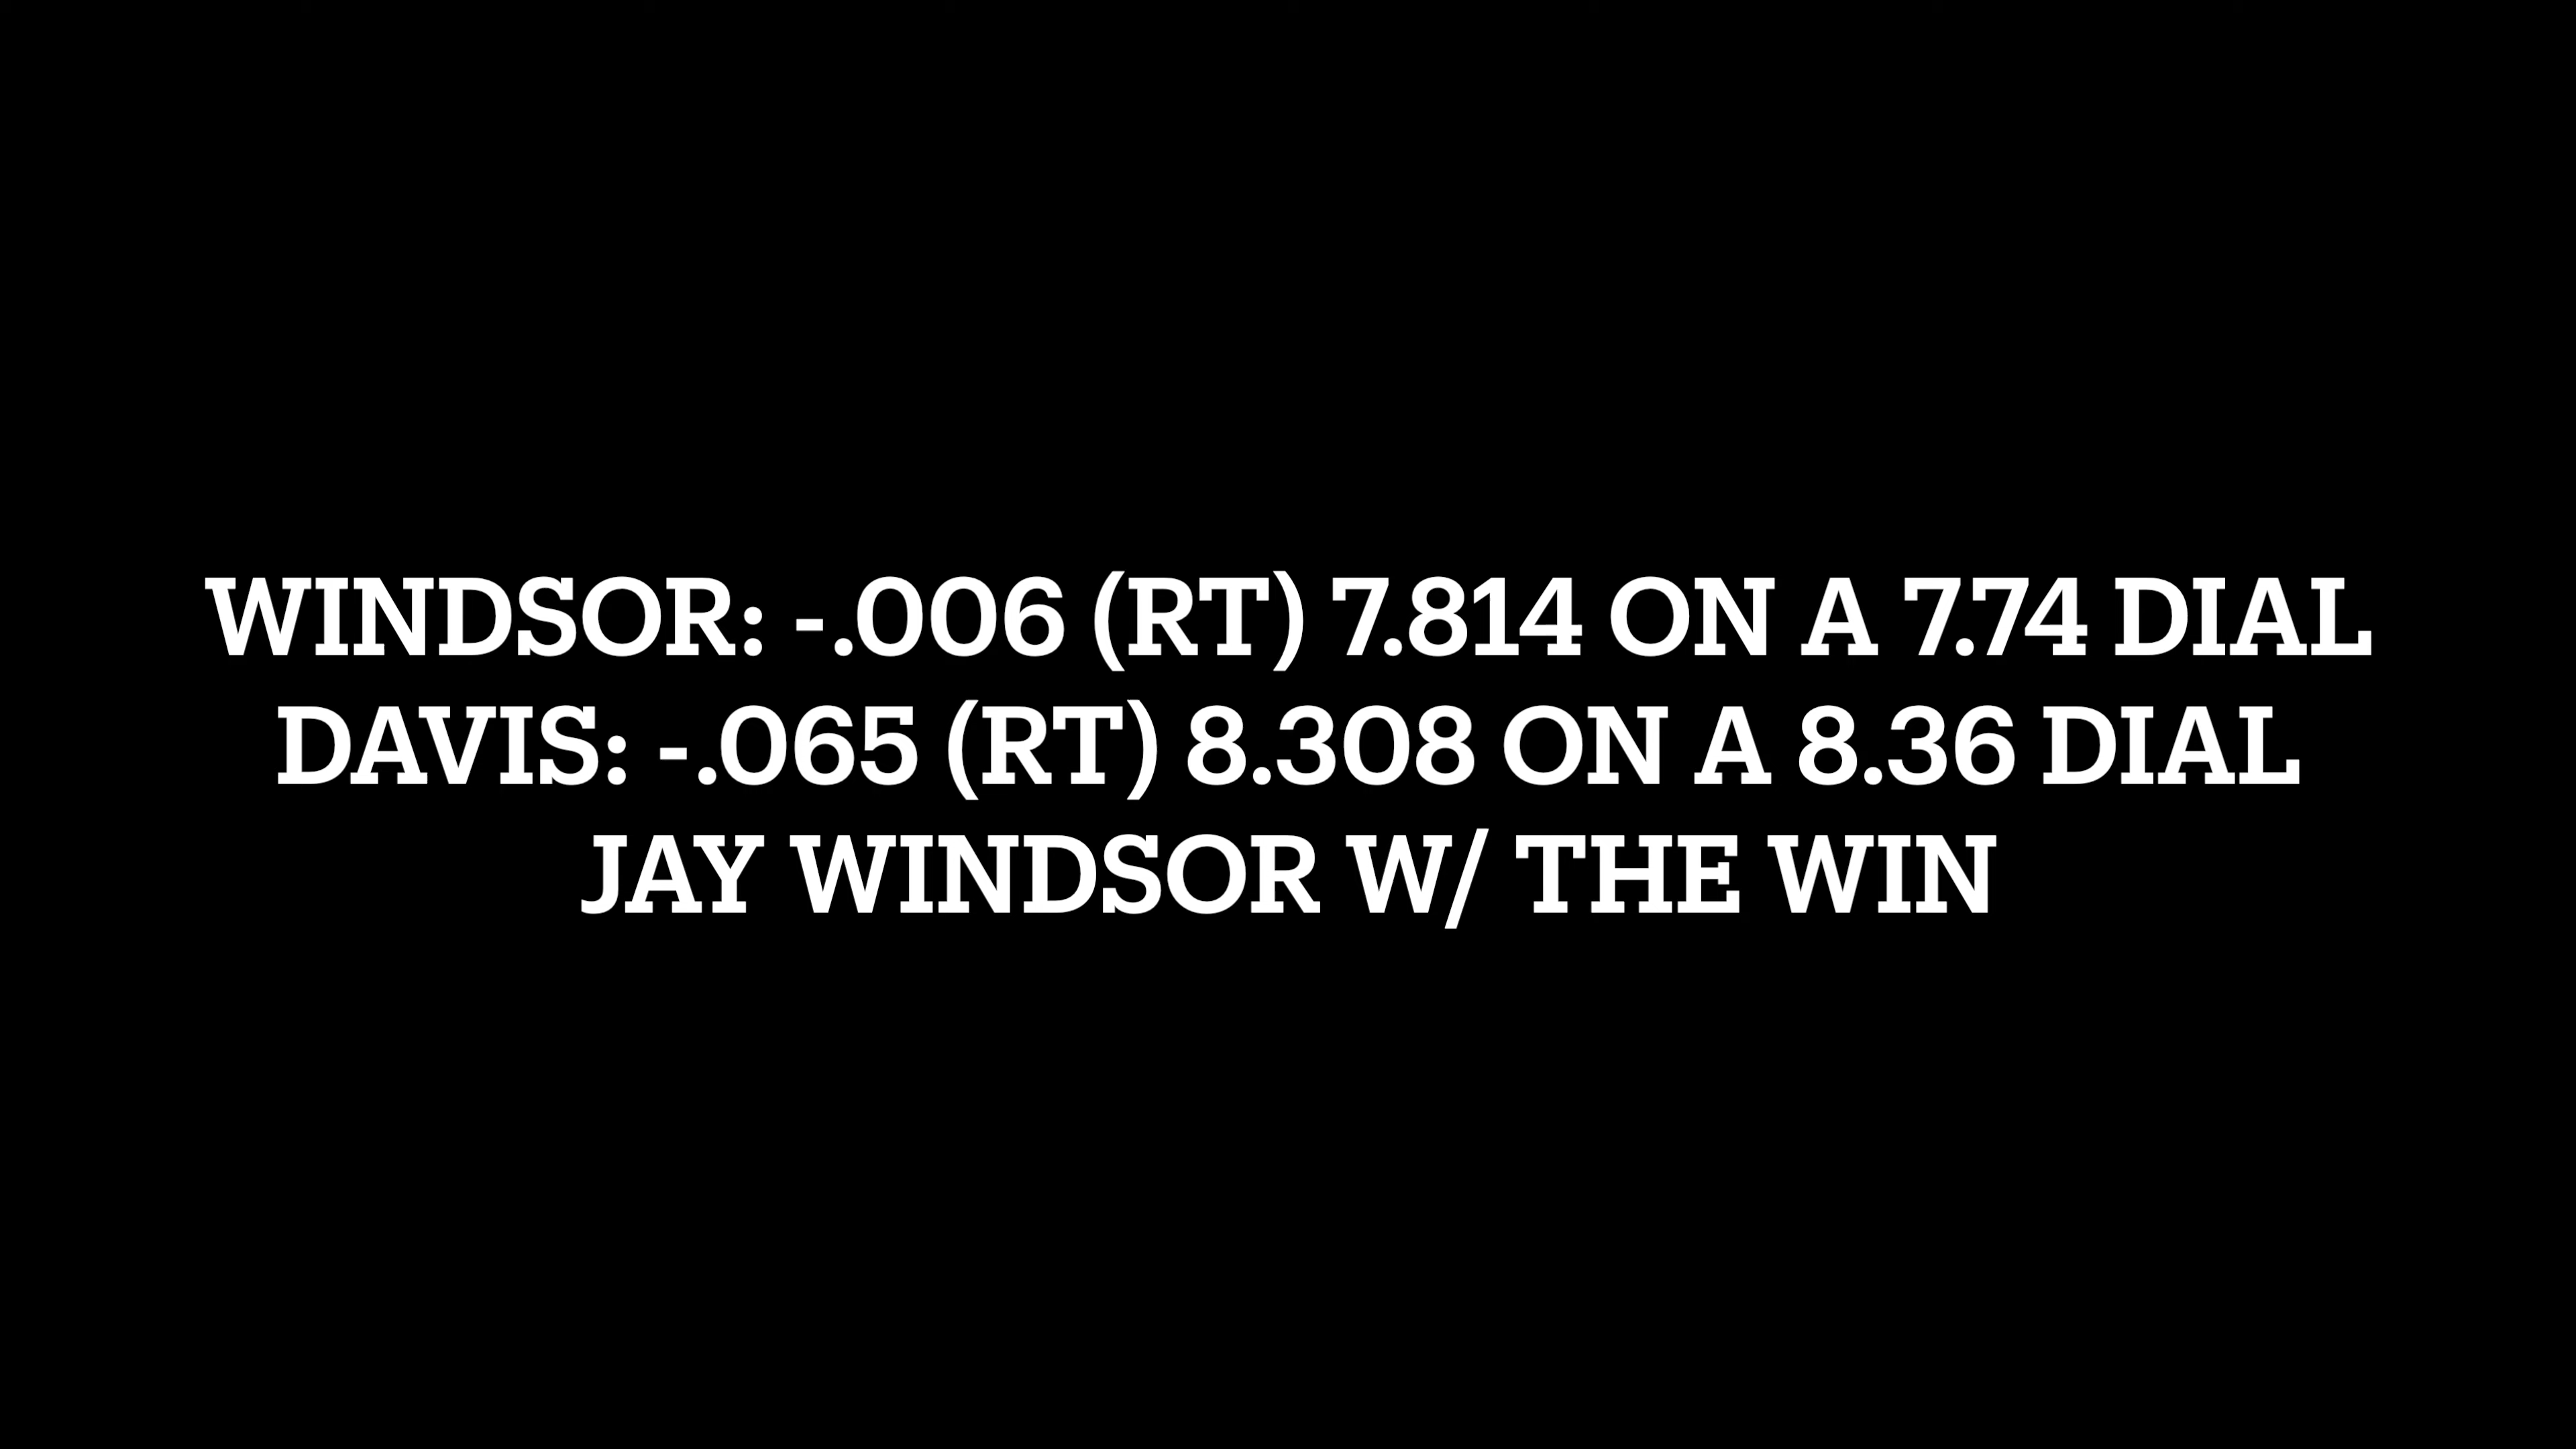 WINDSOR: -.006 (RT) 7.814 ON A 7.74 DIAL
DAVIS: -.065 (RT) 8.308 ON A 8.36 DIAL
JAY WINDSOR W/ THE WIN